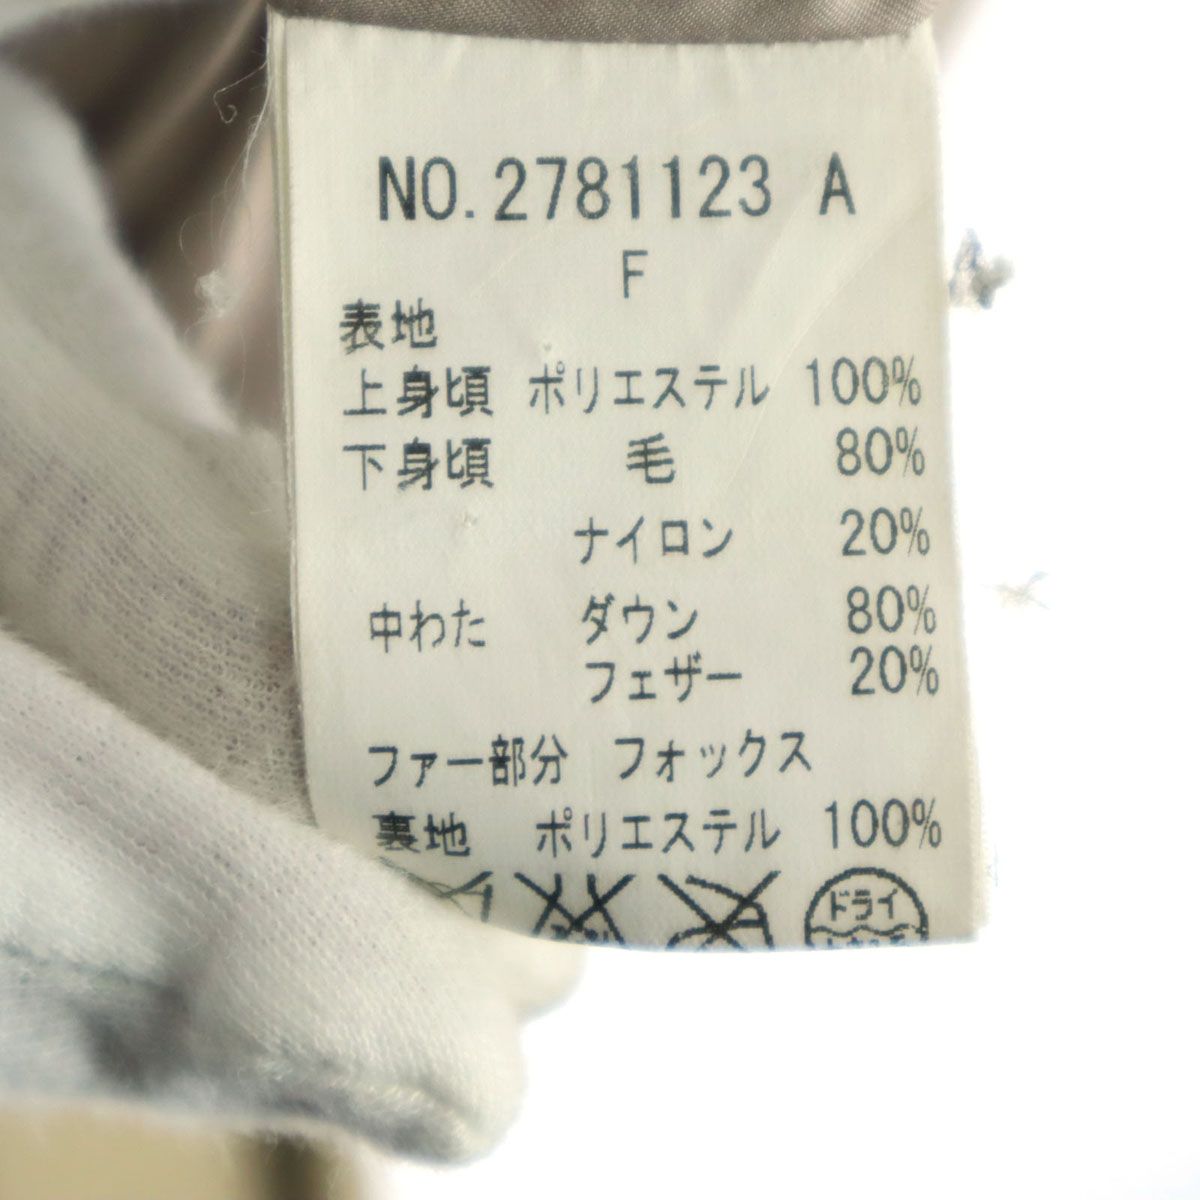 NO.2781123 A
F
表地
上身頃 ポリエステル 100%
下身頃 毛 80%
ナイロン 20%
中わた ダウン 80%
フェザー 20%
ファー部分 フォックス
裏地 ポリエステル 100%
ドライ